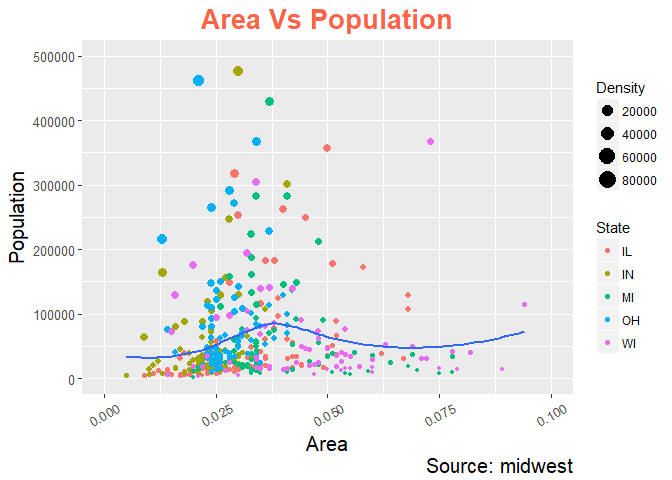 Area Vs Population
Population
500000
400000
300000
200000
100000
0
0.000
0.025
0.050
0.075
0.100
Area
Source: midwest
Density
20000
40000
60000
80000
State
IL
IN
MI
OH
WI